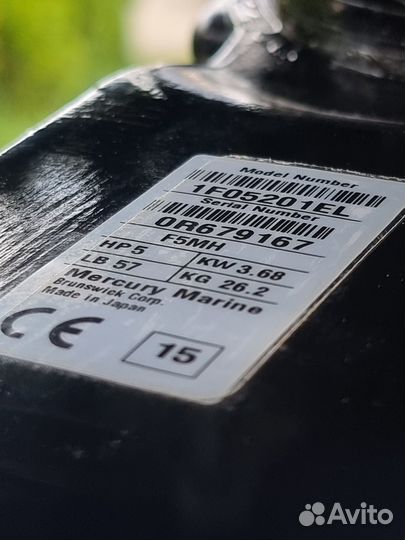 Model Number
1F05201EL
Serial Number
0R679167
F5MH
HP 5 KW 3.68
LB 57 KG 26.2
Mercury Marine
Brunswick Corp.
Made in Japan
CE 15
Avito